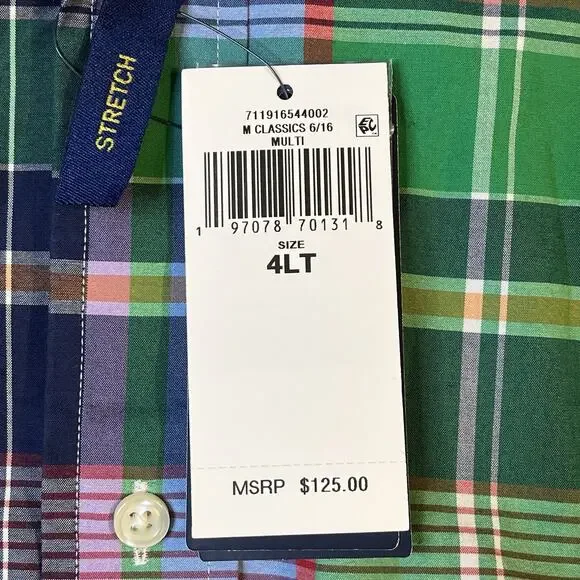 STRETCH
711916544002
M CLASSICS 6/16
MULTI
1 97078 70131 8
SIZE
4LT
MSRP $125.00